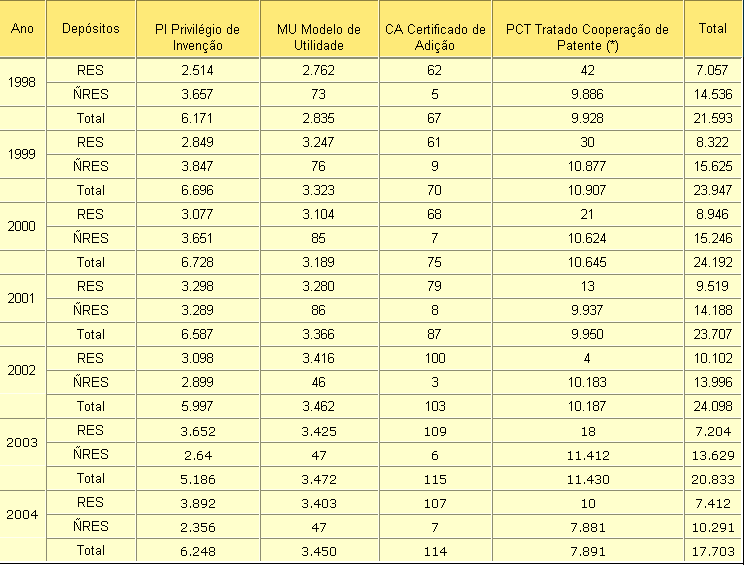 Ano Depósitos PI Privilégio de Invenção MU Modelo de Utilidade CA Certificado de Adição PCT Tratado Cooperação de Patente (*) Total
1998 RES 2.514 2.762 62 42 7.057
ÑRES 3.657 73 5 9.886 14.536
Total 6.171 2.835 67 9.928 21.593
1999 RES 2.849 3.247 61 30 8.322
ÑRES 3.847 76 9 10.877 15.625
Total 6.696 3.323 70 10.907 23.947
2000 RES 3.077 3.104 68 21 8.946
ÑRES 3.651 85 7 10.624 15.246
Total 6.728 3.189 75 10.645 24.192
2001 RES 3.298 3.280 79 13 9.519
ÑRES 3.289 86 8 9.937 14.188
Total 6.587 3.366 87 9.950 23.707
2002 RES 3.098 3.416 100 4 10.102
ÑRES 2.899 46 3 10.183 13.996
Total 5.997 3.462 103 10.187 24.098
2003 RES 3.652 3.425 109 18 7.204
ÑRES 2.64 47 6 11.412 13.629
Total 5.186 3.472 115 11.430 20.833
2004 RES 3.892 3.403 107 10 7.412
ÑRES 2.356 47 7 7.881 10.291
Total 6.248 3.450 114 7.891 17.703